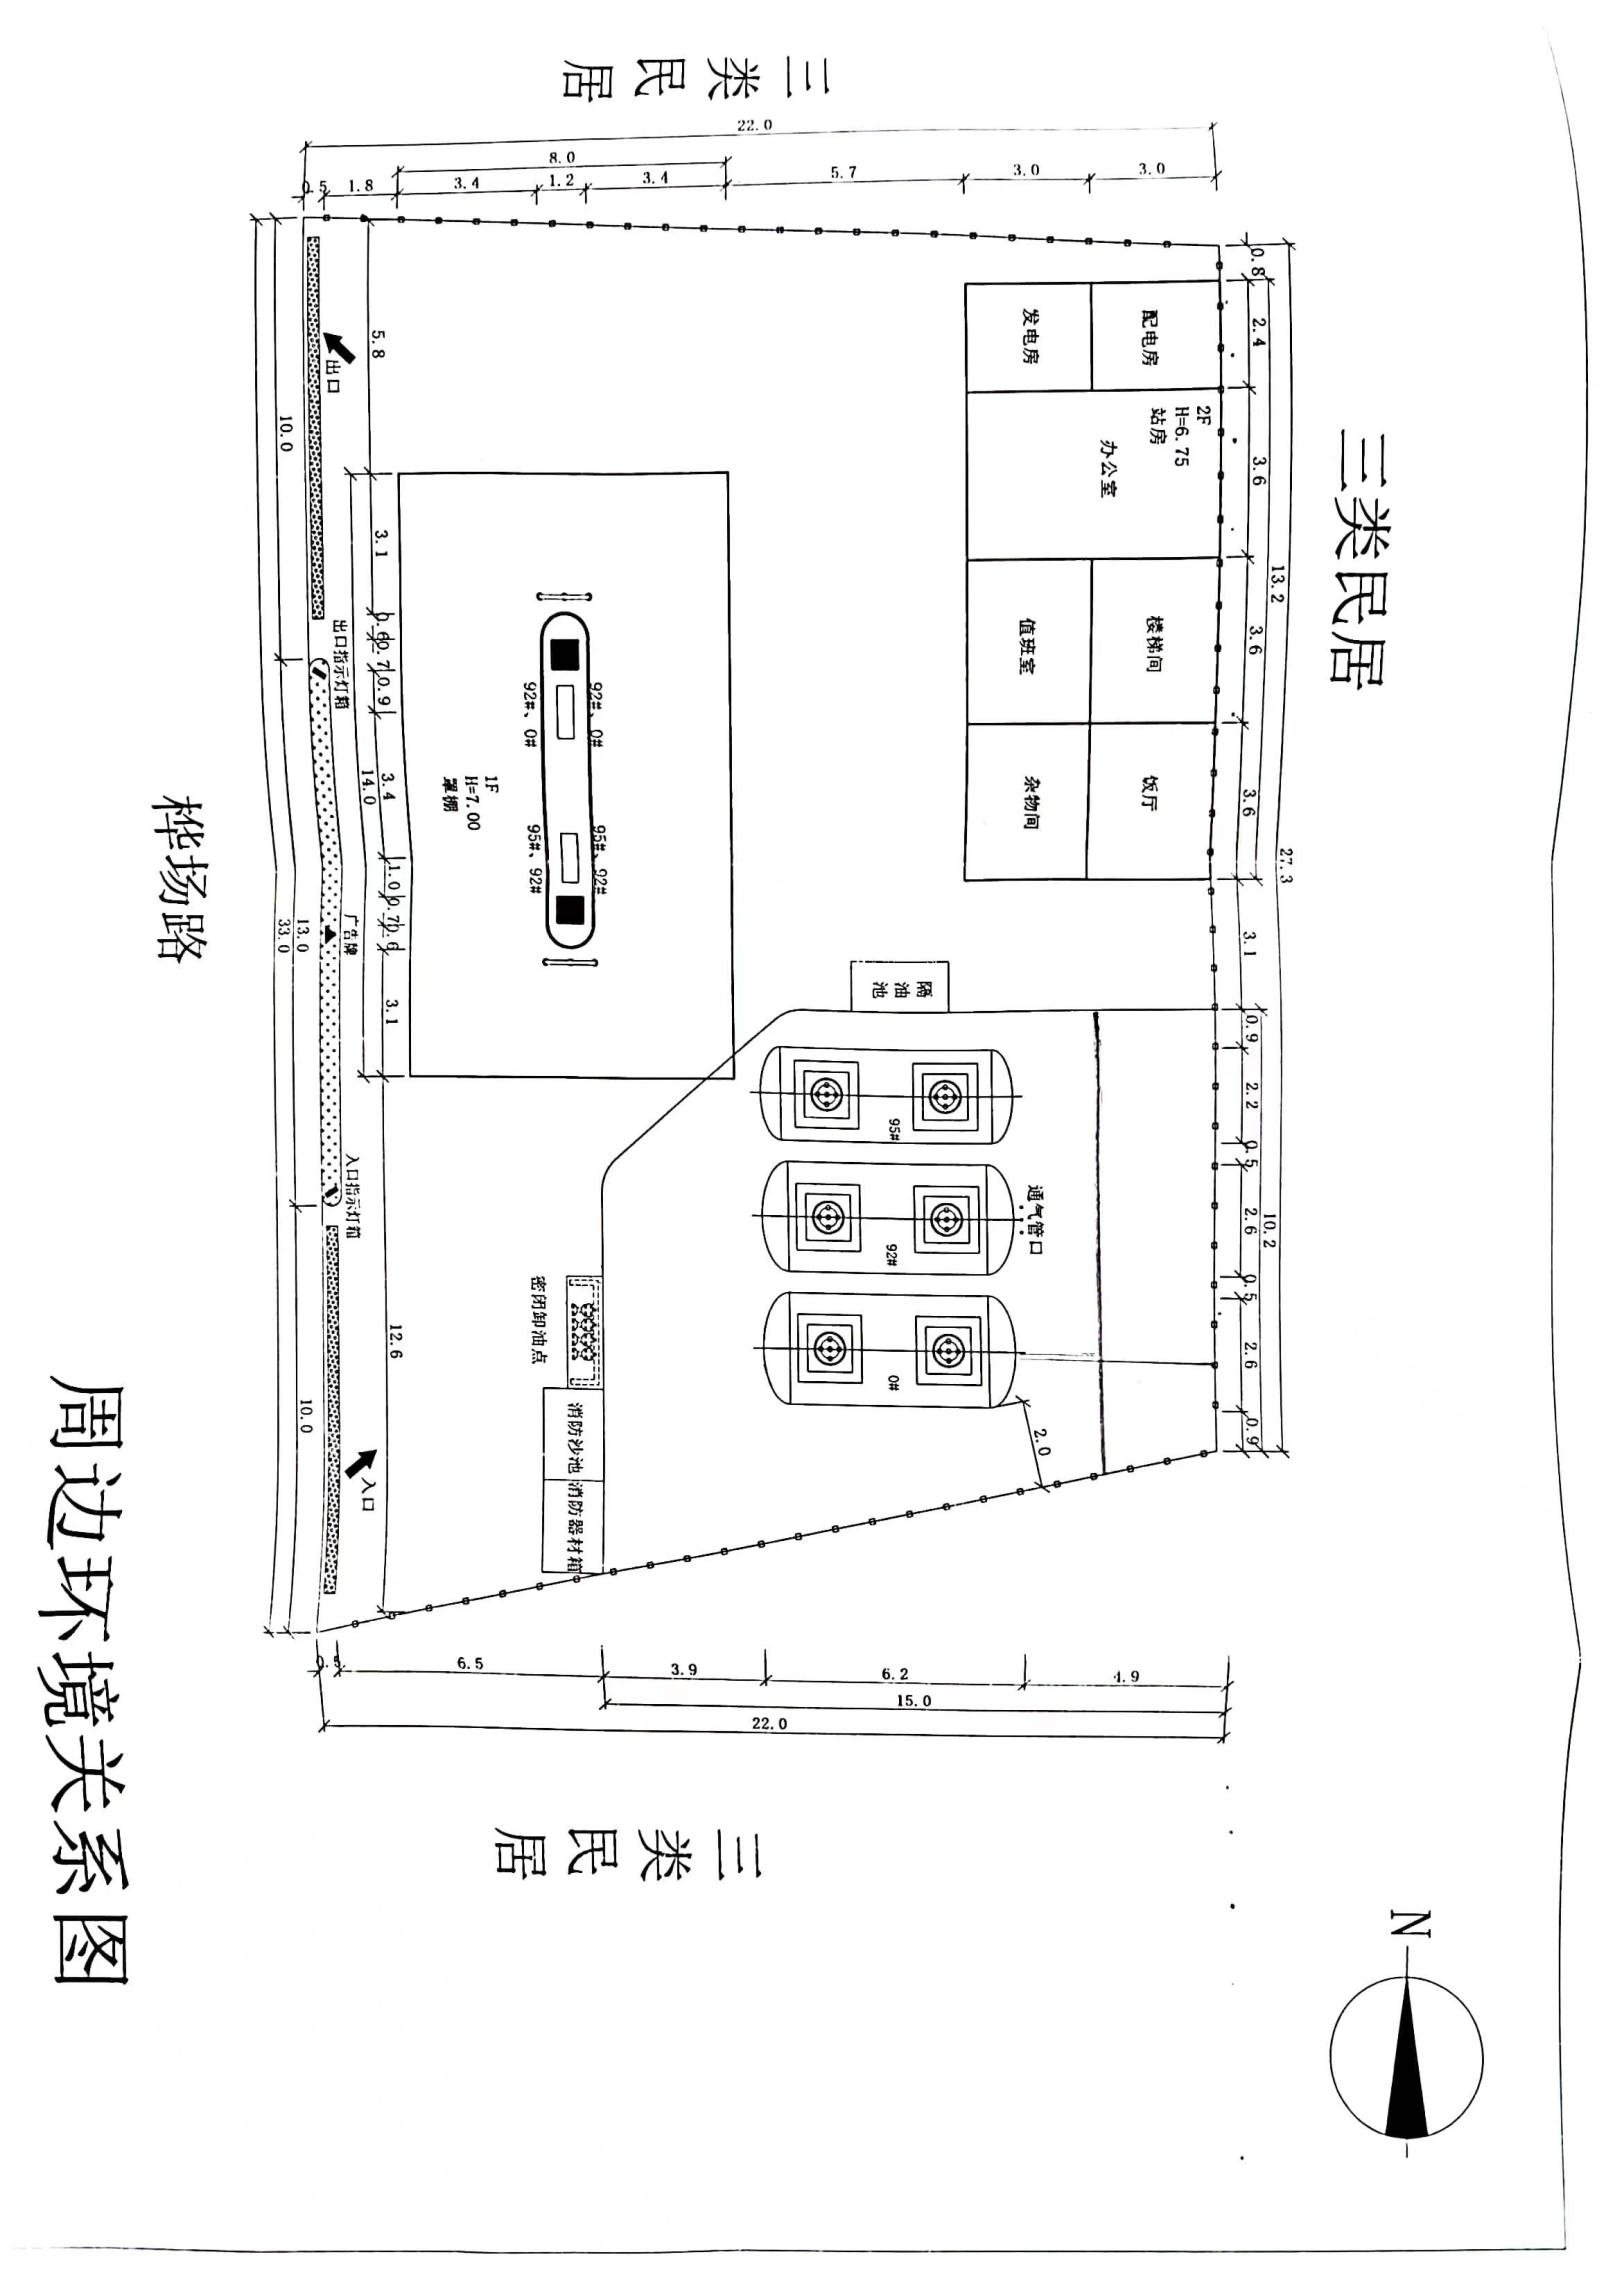 三类民居
27.3
13.2
10.2
0.8
2.4
3.6
3.6
3.6
3.1
0.9
2.2
0.5
2.6
0.5
2.6
0.9
三类民居
22.0
8.0
3.0
3.0
5.7
3.4
1.2
3.4
1.8
0.5
配电房
发电房
2F
H=6.75
站房
办公室
楼梯间
值班室
饭厅
杂物间
隔油池
通气管口
95#
92#
0#
2.0
92#、0#
92#、0#
95#、92#
95#、92#
1F
H=7.00
罩棚
密闭卸油点
消防沙池
消防器材箱
三类民居
4.9
6.2
3.9
6.5
0.5
15.0
22.0
5.8
3.1
0.6
0.7
0.9
3.4
1.0
0.7
0.6
3.1
12.6
14.0
出口
出口指示灯箱
广告牌
入口指示灯箱
入口
10.0
13.0
10.0
33.0
桦场路
N
周边环境关系图